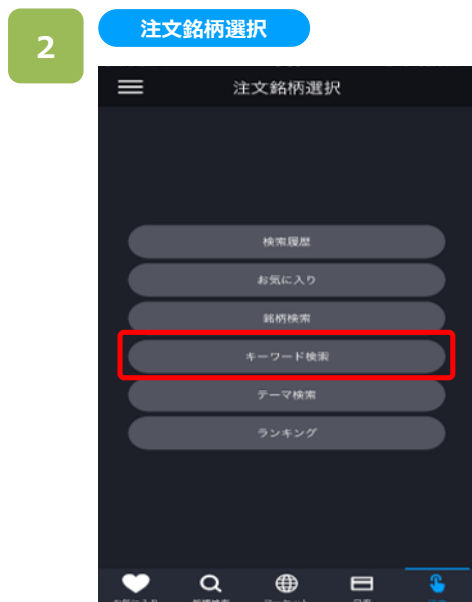 2
注文銘柄選択
注文銘柄選択
検索履歴
お気に入り
銘柄検索
キーワード検索
テーマ検索
ランキング